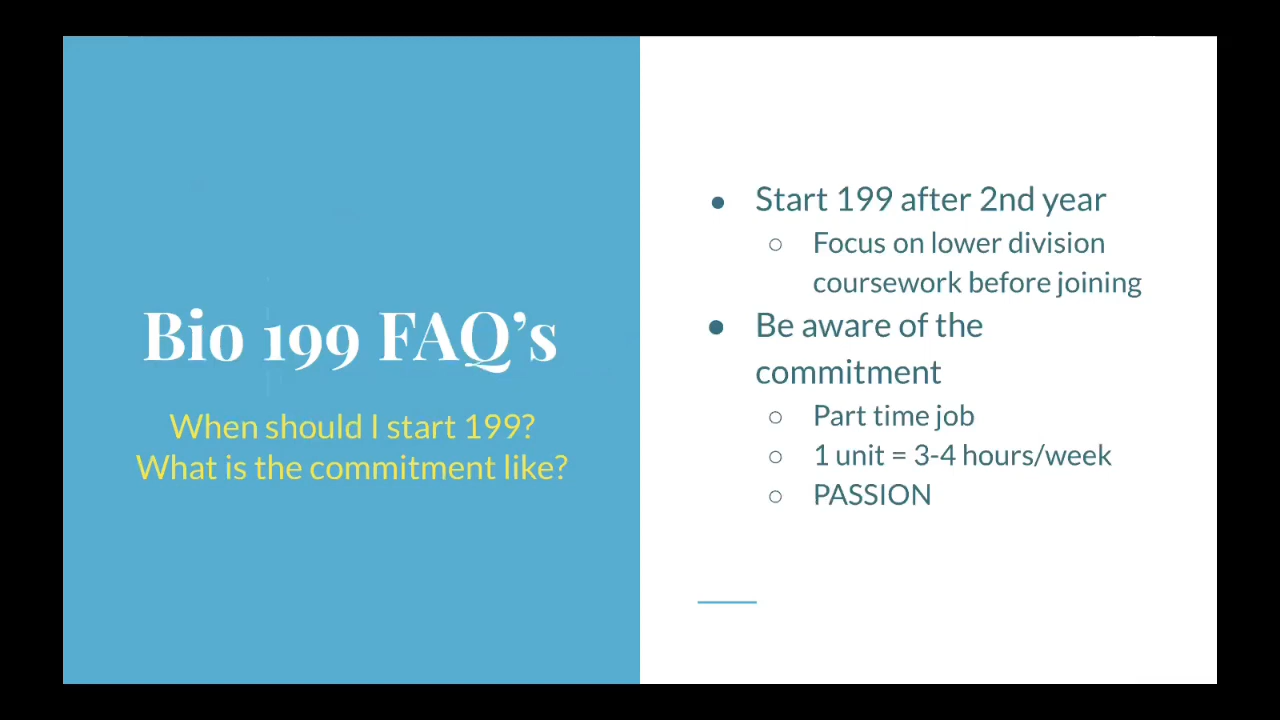 Bio 199 FAQ’s
When should I start 199?
What is the commitment like?
● Start 199 after 2nd year
○ Focus on lower division
coursework before joining
● Be aware of the
commitment
○ Part time job
○ 1 unit = 3-4 hours/week
○ PASSION